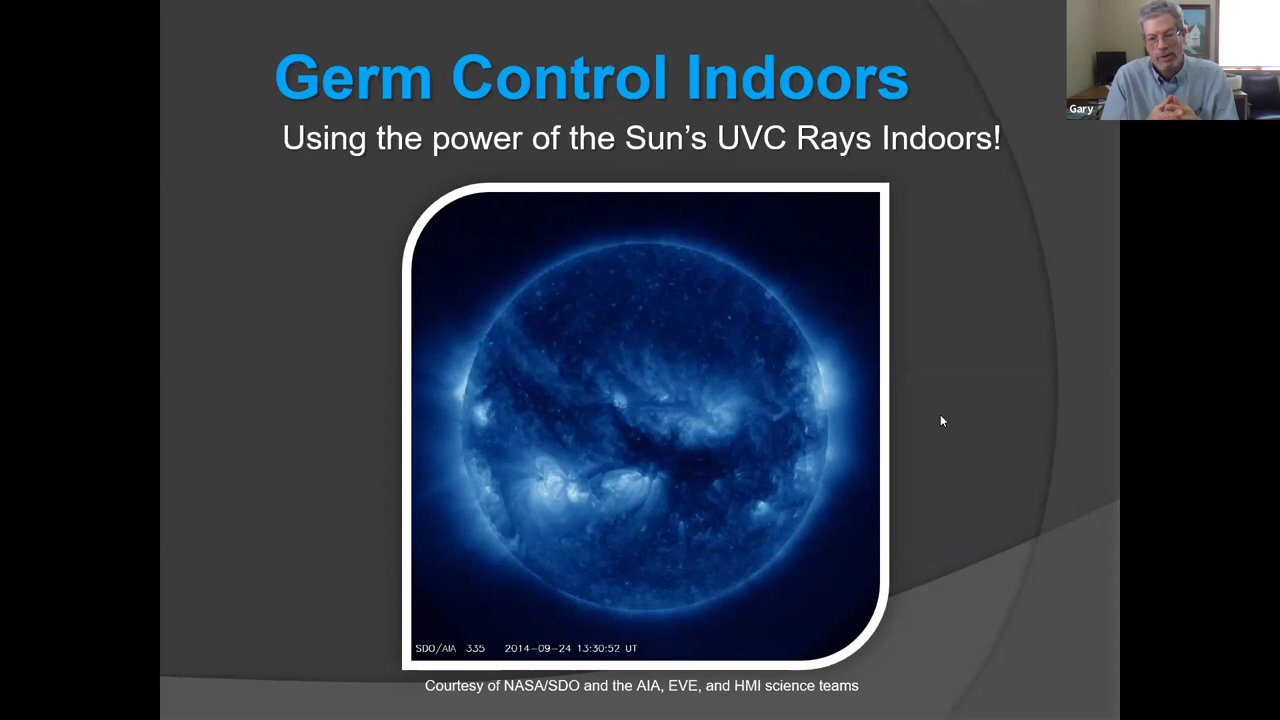 Germ Control Indoors
Using the power of the Sun's UVC Rays Indoors!
Gary
SDO/AIA 335 2014-09-24 13:30:52 UT
Courtesy of NASA/SDO and the AIA, EVE, and HMI science teams